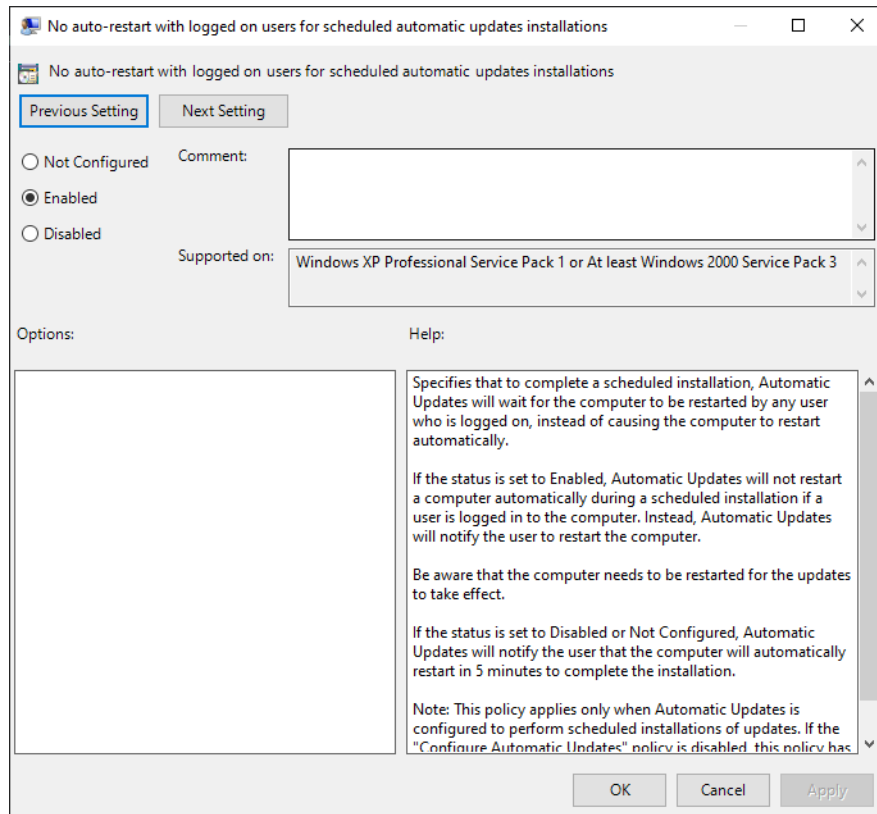 No auto-restart with logged on users for scheduled automatic updates installations
No auto-restart with logged on users for scheduled automatic updates installations
Previous Setting
Next Setting
Not Configured
Enabled
Disabled
Comment:
Supported on:
Windows XP Professional Service Pack 1 or At least Windows 2000 Service Pack 3
Options:
Help:
Specifies that to complete a scheduled installation, Automatic
Updates will wait for the computer to be restarted by any user
who is logged on, instead of causing the computer to restart
automatically.
If the status is set to Enabled, Automatic Updates will not restart
a computer automatically during a scheduled installation if a
user is logged in to the computer. Instead, Automatic Updates
will notify the user to restart the computer.
Be aware that the computer needs to be restarted for the updates
to take effect.
If the status is set to Disabled or Not Configured, Automatic
Updates will notify the user that the computer will automatically
restart in 5 minutes to complete the installation.
Note: This policy applies only when Automatic Updates is
configured to perform scheduled installations of updates. If the
"Configure Automatic Updates" policy is disabled, this policy has
OK
Cancel
Apply